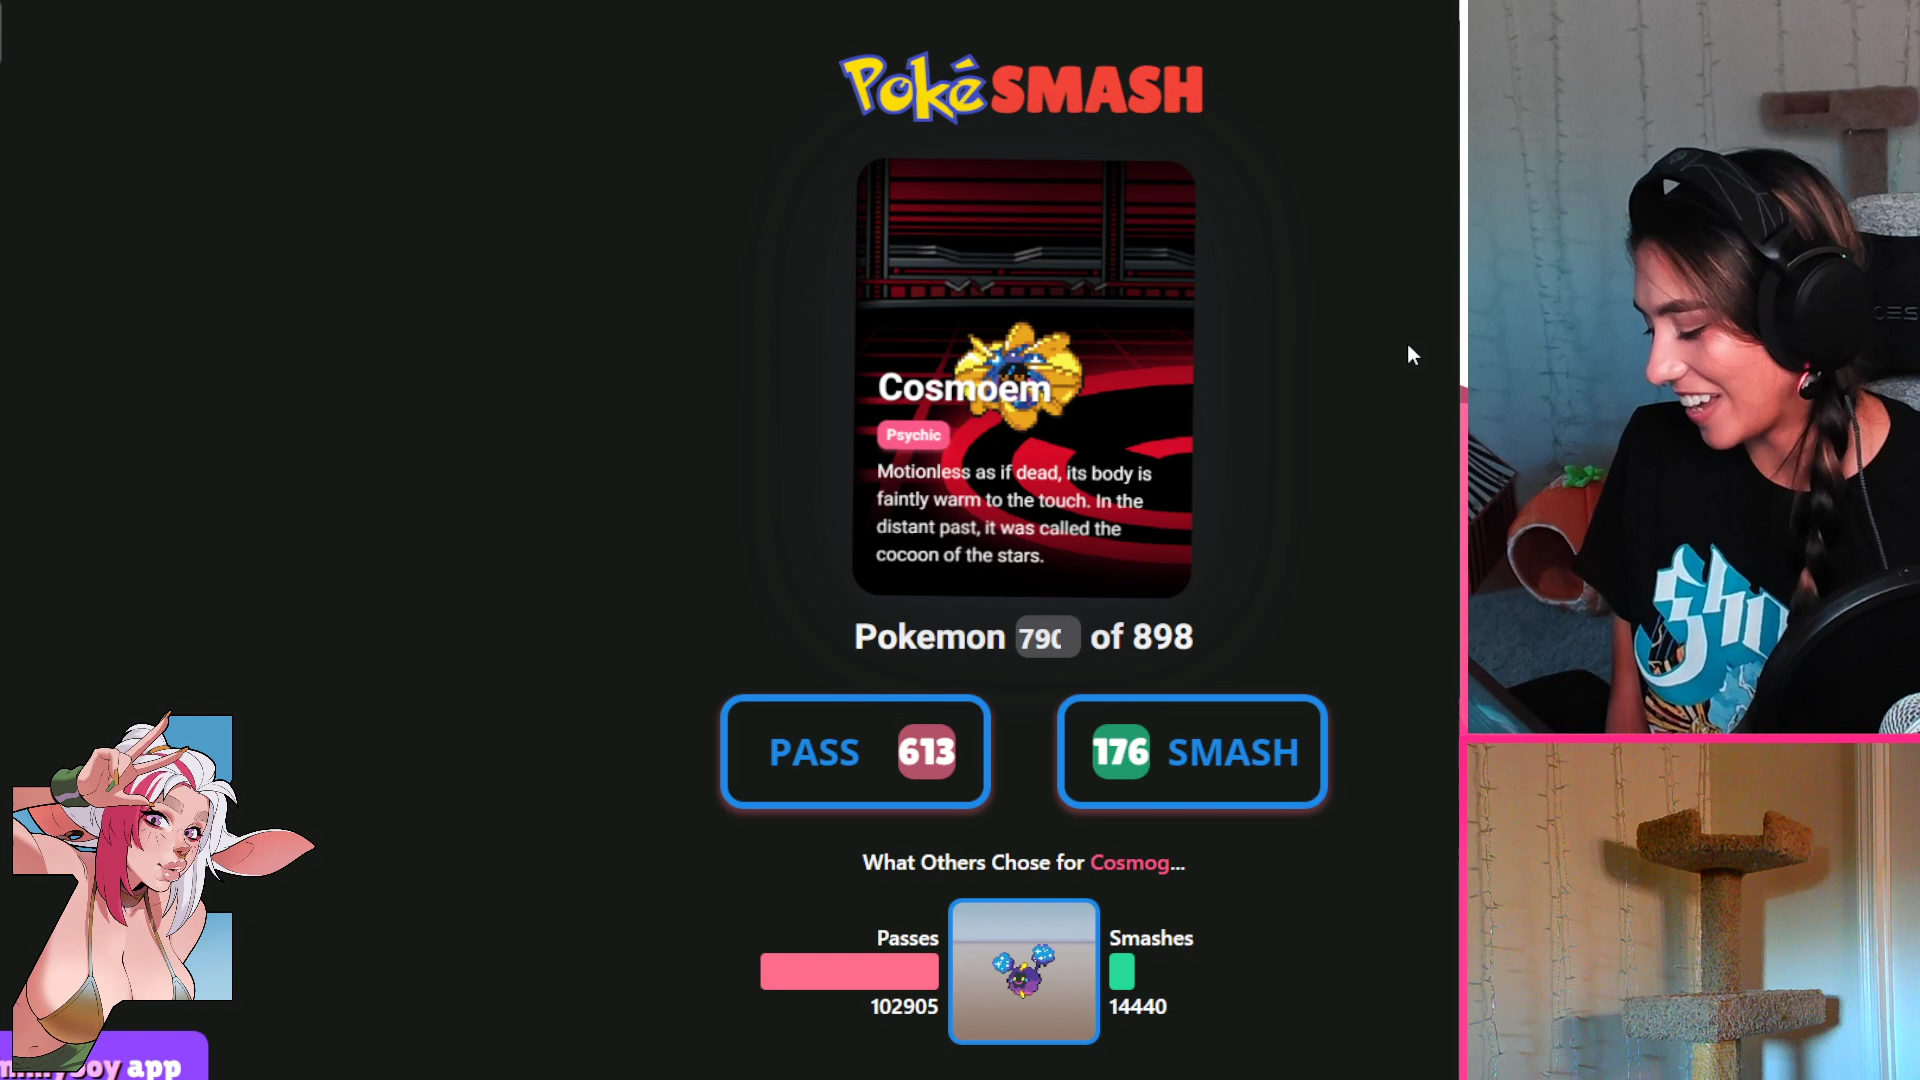 PokéSMASH
Cosmoem
Psychic
Motionless as if dead, its body is
faintly warm to the touch. In the
distant past, it was called the
cocoon of the stars.
Pokemon 790 of 898
PASS 613
176 SMASH
What Others Chose for Cosmog...
Passes
102905
Smashes
14440
app